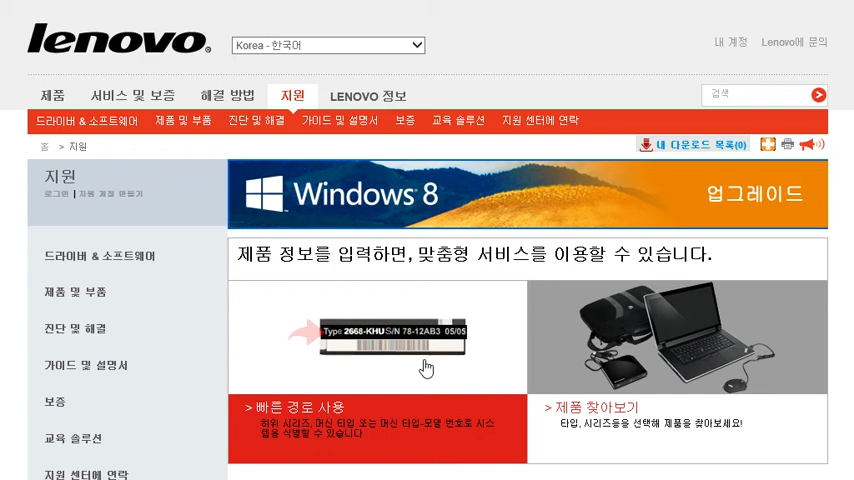 lenovo.
Korea - 한국어
내 계정 Lenovo에 문의
제품 서비스 및 보증 해결 방법 지원 LENOVO 정보
검색
드라이버 & 소프트웨어 제품 및 부품 진단 및 해결 가이드 및 설명서 보증 교육 솔루션 지원 센터에 연락
홈 > 지원
내 다운로드 목록(0)
지원
로그인 | 지원 계정 만들기
Windows 8
업그레이드
드라이버 & 소프트웨어
제품 및 부품
진단 및 해결
가이드 및 설명서
보증
교육 솔루션
지원 센터에 연락
제품 정보를 입력하면, 맞춤형 서비스를 이용할 수 있습니다.
Type 2668-KHU S/N 78-12AB3 05/05
> 빠른 경로 사용
하위 시리즈, 머신 타입 또는 머신 타입-모델 번호로 시스
템을 식별할 수 있습니다
> 제품 찾아보기
타입, 시리즈등을 선택해 제품을 찾아보세요!